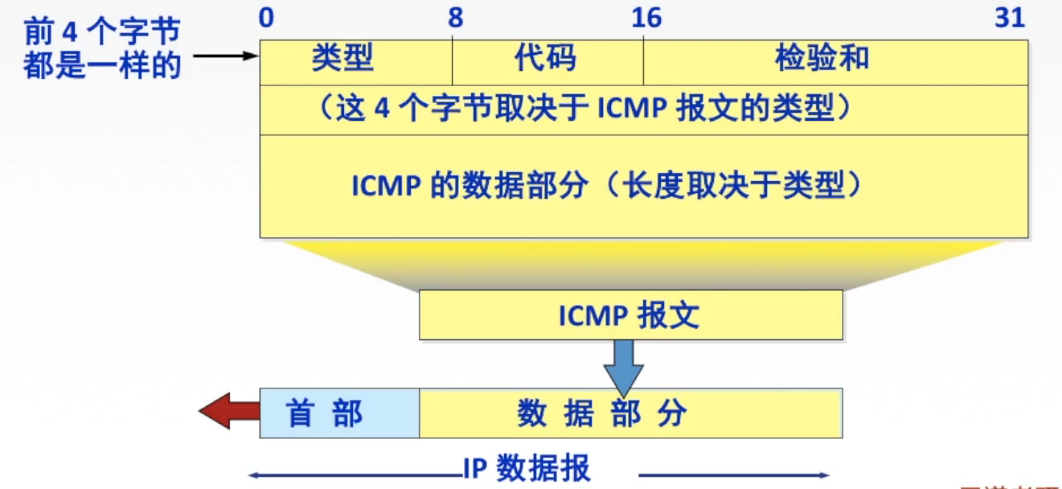 0 8 16 31
前 4 个字节
都是一样的
类型 代码 检验和
（这 4 个字节取决于 ICMP 报文的类型）
ICMP 的数据部分（长度取决于类型）
ICMP 报文
首 部 数 据 部 分
IP 数据报